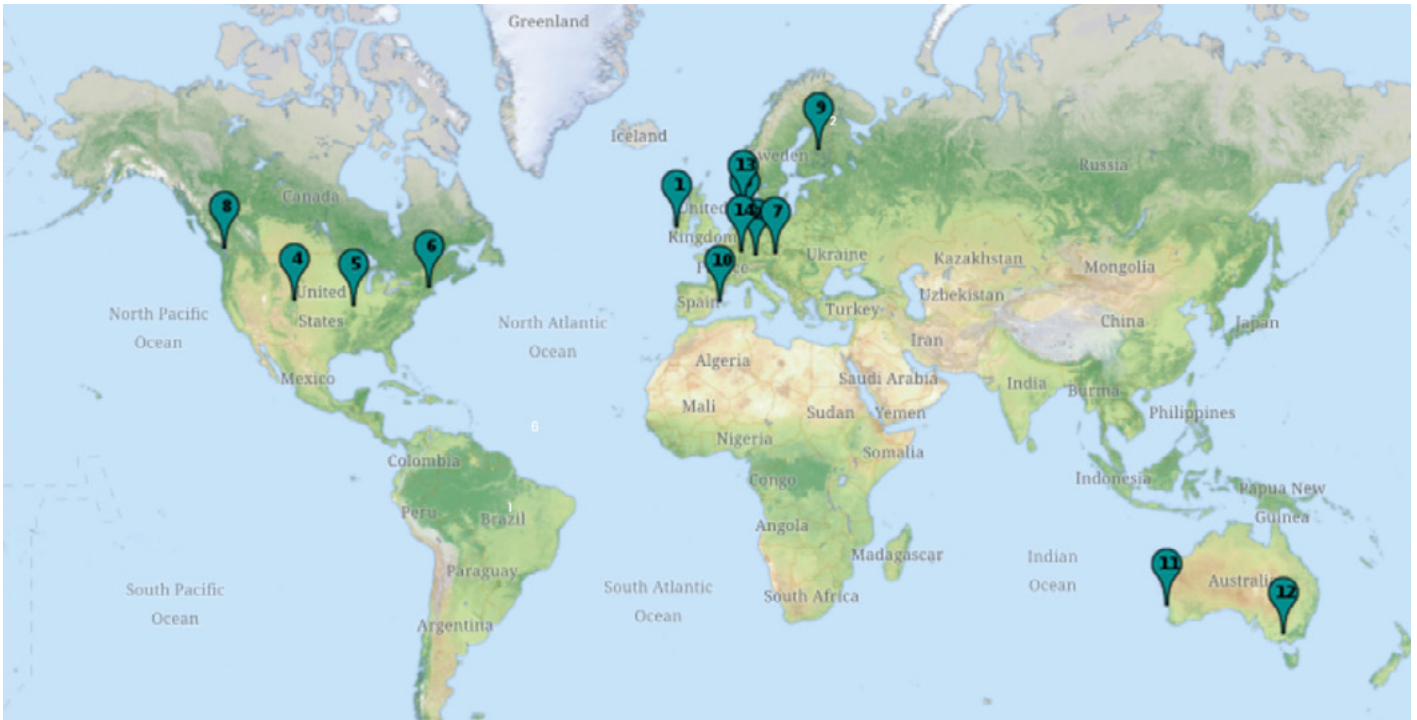 Greenland
Iceland
Sweden
Russia
Canada
United
Kingdom
Ukraine
Kazakhstan
Mongolia
Spain
Turkey
Uzbekistan
China
Japan
Iran
United
States
North Pacific
Ocean
North Atlantic
Ocean
Mexico
Algeria
Saudi Arabia
India
Burma
Mali
Sudan
Yemen
Philippines
Nigeria
Somalia
Colombia
Congo
Indonesia
Papua New
Guinea
Peru
Brazil
Angola
Madagascar
Indian
Ocean
Paraguay
South Africa
South Pacific
Ocean
South Atlantic
Ocean
Argentina
Australi
9
2
13
1
8
14
7
6
4
5
10
6
1
11
12